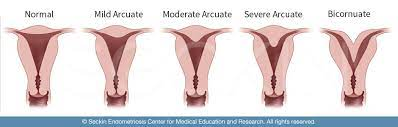 Normal Mild Arcuate Moderate Arcuate Severe Arcuate Bicornuate
© Seckin Endometriosis Center for Medical Education and Research. All rights reserved.